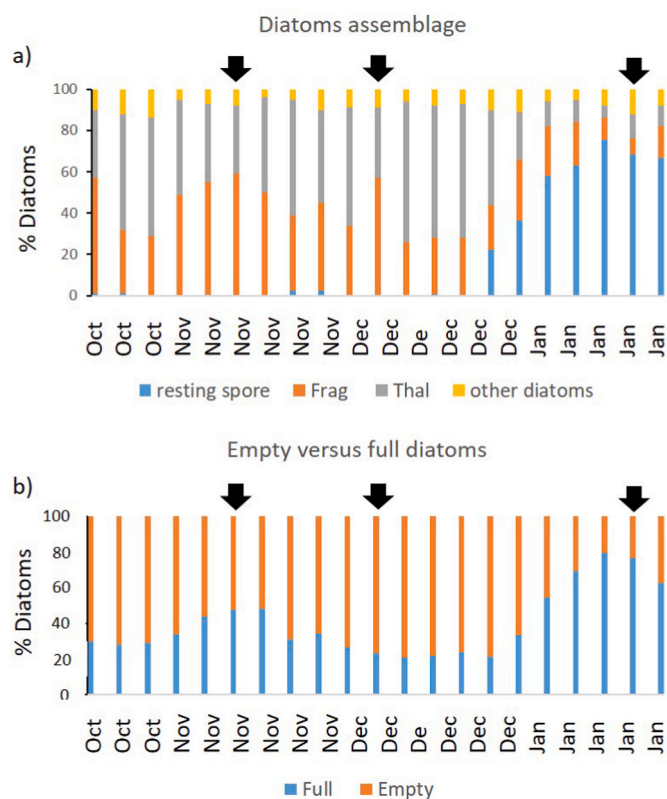 Diatoms assemblage
a)
% Diatoms
100
80
60
40
20
0
Oct Oct Oct Nov Nov Nov Nov Nov Nov Dec Dec De Dec Dec Dec Dec Jan Jan Jan Jan Jan
resting spore Frag Thal other diatoms
Empty versus full diatoms
b)
% Diatoms
100
80
60
40
20
0
Oct Oct Oct Nov Nov Nov Nov Nov Nov Dec Dec De Dec Dec Dec Dec Jan Jan Jan Jan Jan
Full Empty